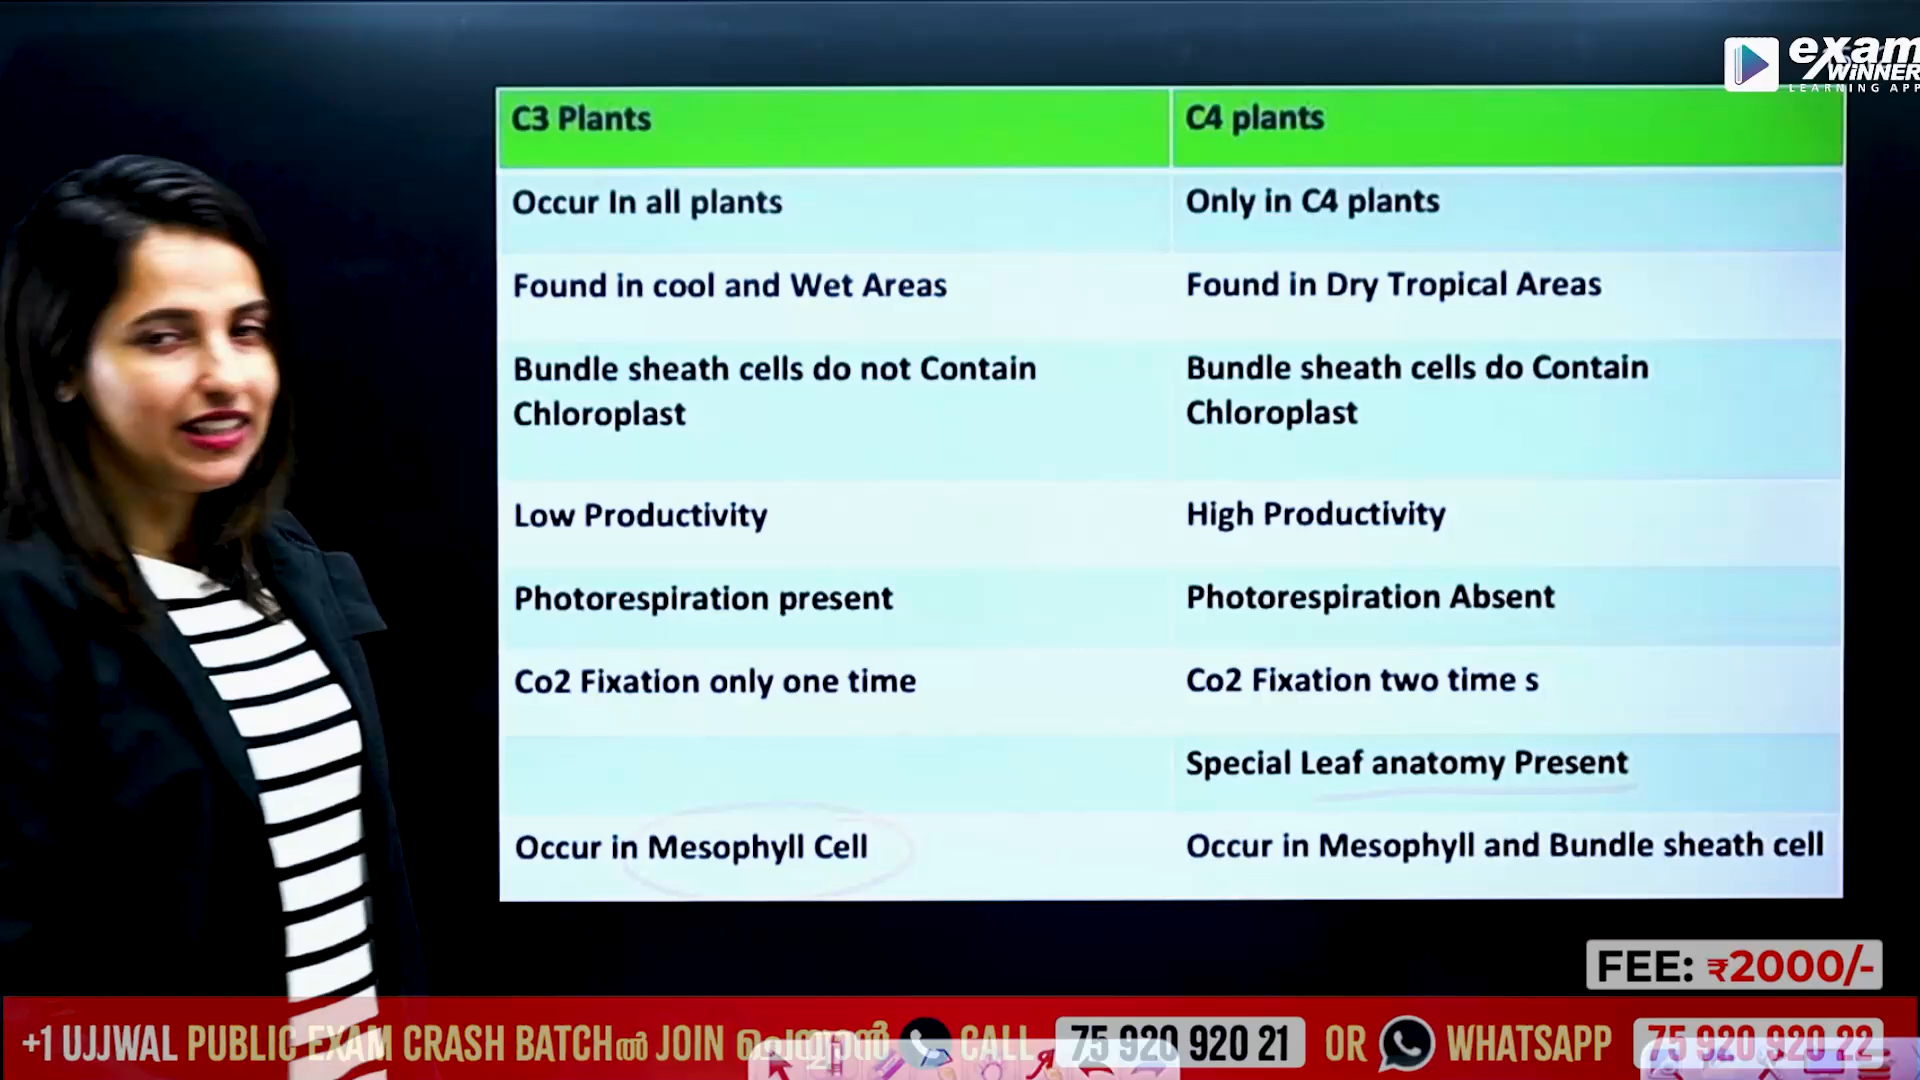 exam
WiNNER
LEARNING APP
C3 Plants
C4 plants
Occur In all plants
Only in C4 plants
Found in cool and Wet Areas
Found in Dry Tropical Areas
Bundle sheath cells do not Contain
Chloroplast
Bundle sheath cells do Contain
Chloroplast
Low Productivity
High Productivity
Photorespiration present
Photorespiration Absent
Co2 Fixation only one time
Co2 Fixation two time s
Special Leaf anatomy Present
Occur in Mesophyll Cell
Occur in Mesophyll and Bundle sheath cell
FEE: ₹2000/-
+1 UJJWAL PUBLIC EXAM CRASH BATCHൽ JOIN ചെയ്യാൻ CALL 75 920 920 21 OR WHATSAPP 75 920 920 22